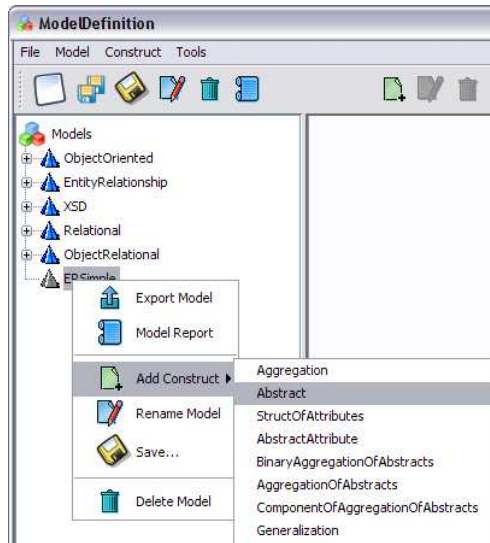 ModelDefinition
File Model Construct Tools
Models
ObjectOriented
EntityRelationship
XSD
Relational
ObjectRelational
ERSimple
Export Model
Model Report
Add Construct
Rename Model
Save...
Delete Model
Aggregation
Abstract
StructOfAttributes
AbstractAttribute
BinaryAggregationOfAbstracts
AggregationOfAbstracts
ComponentOfAggregationOfAbstracts
Generalization